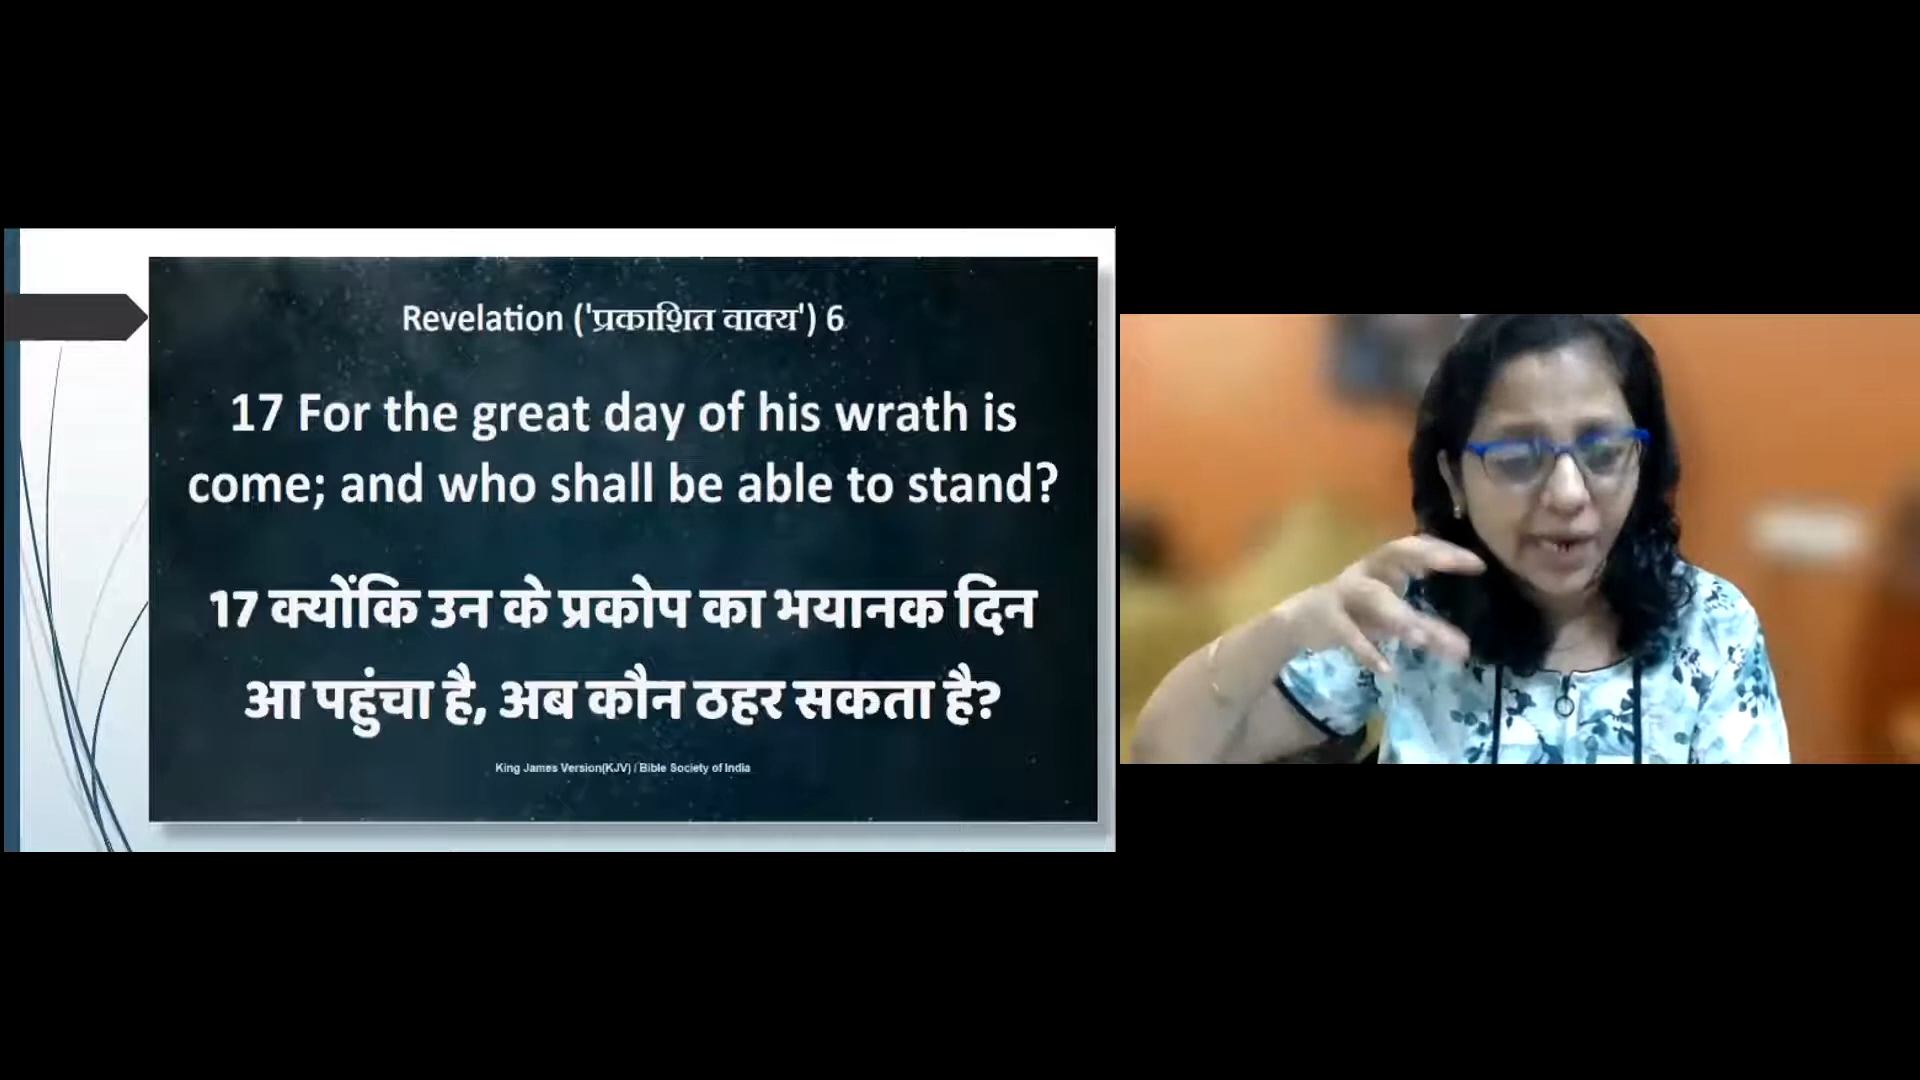 Revelation ('प्रकाशित वाक्य') 6
17 For the great day of his wrath is
come; and who shall be able to stand?
17 क्योंकि उन के प्रकोप का भयानक दिन
आ पहुंचा है, अब कौन ठहर सकता है?
King James Version(KJV) / Bible Society of India